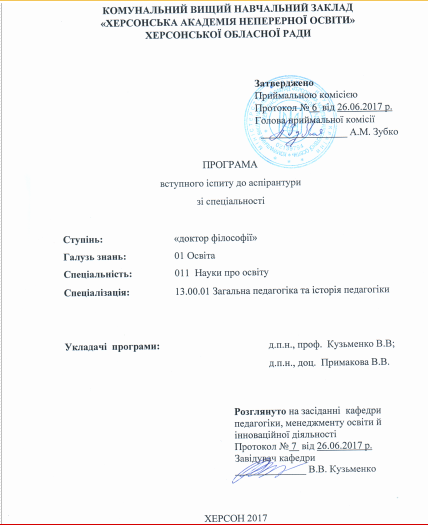 КОМУНАЛЬНИЙ ВИЩИЙ НАВЧАЛЬНИЙ ЗАКЛАД
«ХЕРСОНСЬКА АКАДЕМІЯ НЕПЕРЕРНОЇ ОСВІТИ»
ХЕРСОНСЬКОЇ ОБЛАСНОЇ РАДИ
Затверджено
Приймальною комісією
Протокол № 6 від 26.06.2017 р.
Голова приймальної комісії
А.М. Зубко
ПРОГРАМА
вступного іспиту до аспірантури
зі спеціальності
Ступінь: «доктор філософії»
Галузь знань: 01 Освіта
Спеціальність: 011 Науки про освіту
Спеціалізація: 13.00.01 Загальна педагогіка та історія педагогіки
Укладачі програми: д.п.н., проф. Кузьменко В.В;
д.п.н., доц. Примакова В.В.
Розглянуто на засіданні кафедри
педагогіки, менеджменту освіти й
інноваційної діяльності
Протокол № 7 від 26.06.2017 р.
Завідувач кафедри
В.В. Кузьменко
ХЕРСОН 2017